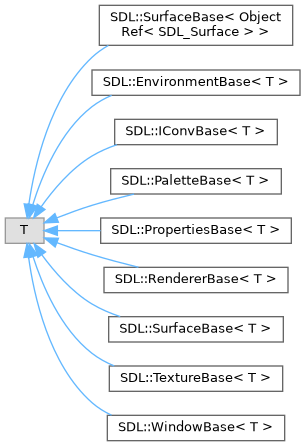 SDL::SurfaceBase< Object
Ref< SDL_Surface > >
SDL::EnvironmentBase< T >
SDL::IConvBase< T >
SDL::PaletteBase< T >
T
SDL::PropertiesBase< T >
SDL::RendererBase< T >
SDL::SurfaceBase< T >
SDL::TextureBase< T >
SDL::WindowBase< T >